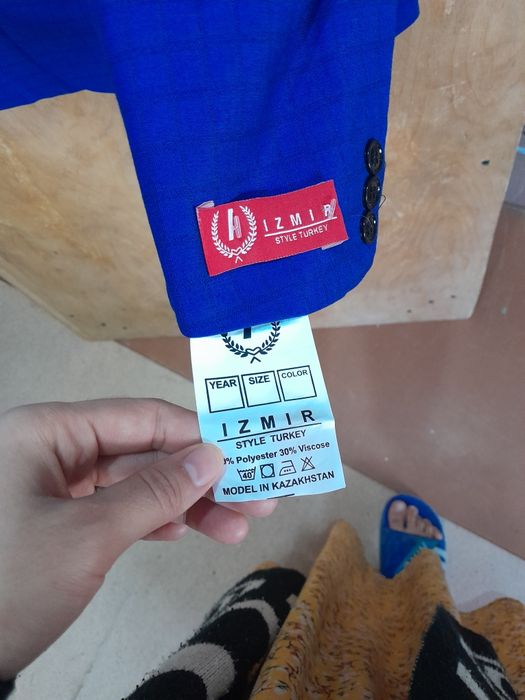 IZMIR
STYLE TURKEY
YEAR SIZE COLOR
IZMIR
STYLE TURKEY
% Polyester 30% Viscose
40°
MODEL IN KAZAKHSTAN